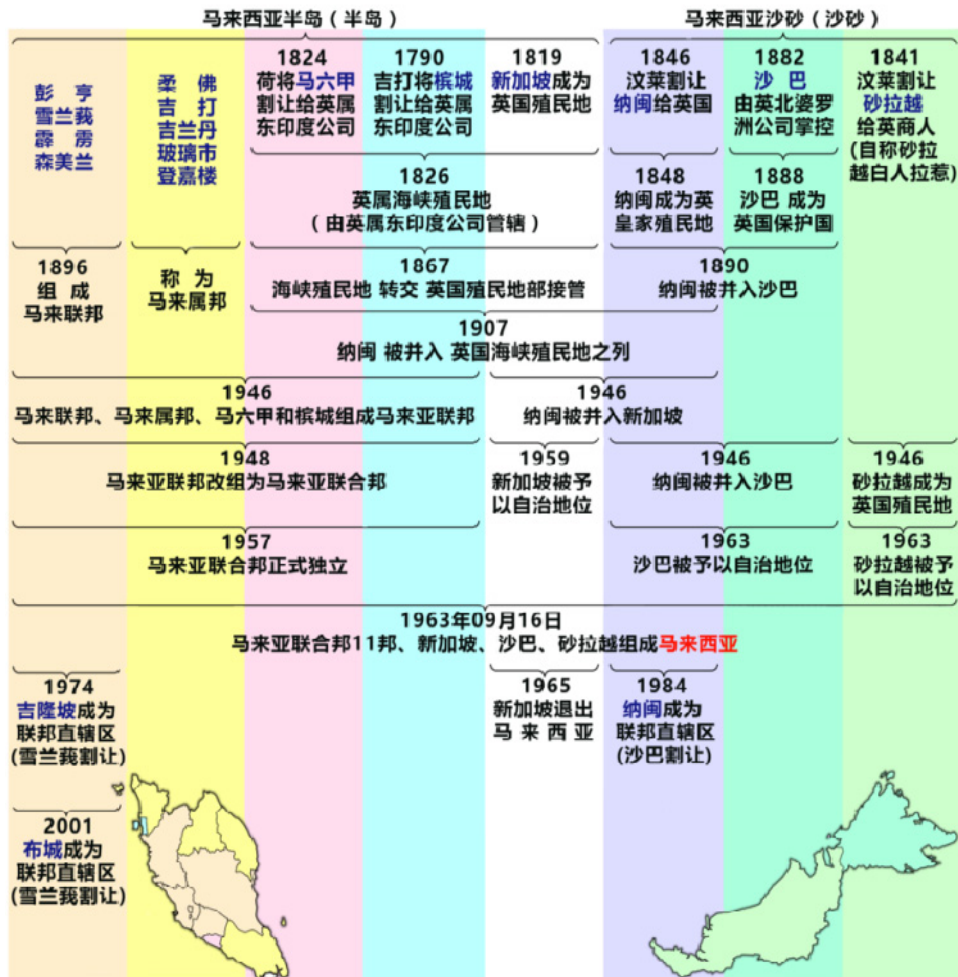 马来西亚半岛（半岛）
马来西亚沙砂（沙砂）
彭 亨
雪兰莪
霹 雳
森美兰
柔 佛
吉 打
吉兰丹
玻璃市
登嘉楼
1824
荷将马六甲
割让给英属
东印度公司
1790
吉打将槟城
割让给英属
东印度公司
1819
新加坡成为
英国殖民地
1846
汶莱割让
纳闽给英国
1882
沙 巴
由英北婆罗
洲公司掌控
1841
汶莱割让
砂拉越
给英商人
(自称砂拉
越白人拉惹)
1826
英属海峡殖民地
（由英属东印度公司管辖）
1848
纳闽成为英
皇家殖民地
1888
沙巴 成为
英国保护国
1896
组 成
马来联邦
称 为
马来属邦
1867
海峡殖民地 转交 英国殖民地部接管
1890
纳闽被并入沙巴
1907
纳闽 被并入 英国海峡殖民地之列
1946
马来联邦、马来属邦、马六甲和槟城组成马来亚联邦
1946
纳闽被并入新加坡
1948
马来亚联邦改组为马来亚联合邦
1959
新加坡被予
以自治地位
1946
纳闽被并入沙巴
1946
砂拉越成为
英国殖民地
1957
马来亚联合邦正式独立
1963
沙巴被予以自治地位
1963
砂拉越被予
以自治地位
1963年09月16日
马来亚联合邦11邦、新加坡、沙巴、砂拉越组成马来西亚
1974
吉隆坡成为
联邦直辖区
(雪兰莪割让)
1965
新加坡退出
马 来 西 亚
1984
纳闽成为
联邦直辖区
(沙巴割让)
2001
布城成为
联邦直辖区
(雪兰莪割让)